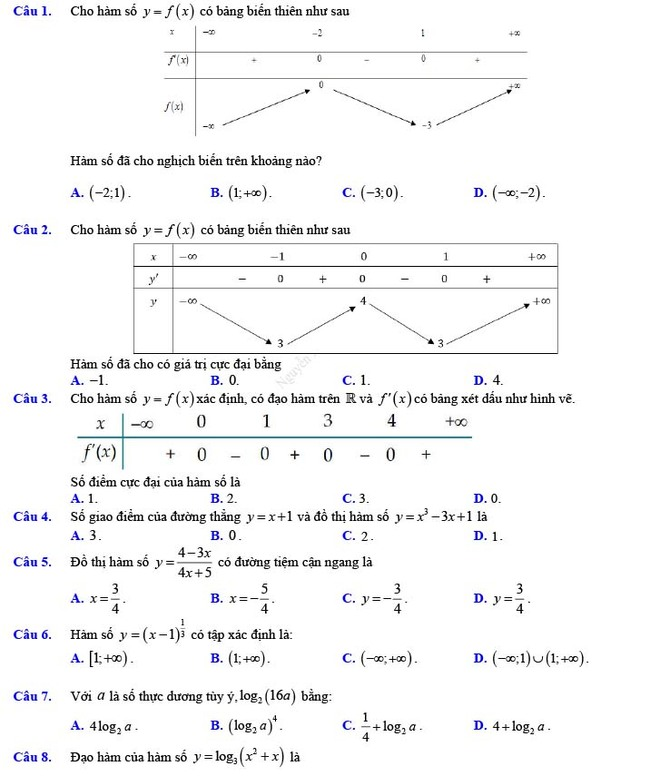 Câu 1. Cho hàm số y = f(x) có bảng biến thiên như sau
x −∞ −2 1 +∞
f'(x) + 0 − 0 +
0 +∞
f(x)
−∞ −3
Hàm số đã cho nghịch biến trên khoảng nào?
A. (−2;1). B. (1;+∞). C. (−3;0). D. (−∞;−2).
Câu 2. Cho hàm số y = f(x) có bảng biến thiên như sau
x −∞ −1 0 1 +∞
y' − 0 + 0 − 0 +
y −∞ 4 +∞
3 3
Nguyễn
Hàm số đã cho có giá trị cực đại bằng
A. −1. B. 0. C. 1. D. 4.
Câu 3. Cho hàm số y = f(x) xác định, có đạo hàm trên ℝ và f'(x) có bảng xét dấu như hình vẽ.
x −∞ 0 1 3 4 +∞
f'(x) + 0 − 0 + 0 − 0 +
Số điểm cực đại của hàm số là
A. 1. B. 2. C. 3. D. 0.
Câu 4. Số giao điểm của đường thẳng y = x+1 và đồ thị hàm số y = x³ −3x+1 là
A. 3. B. 0. C. 2. D. 1.
Câu 5. Đồ thị hàm số y = (4−3x)/(4x+5) có đường tiệm cận ngang là
A. x = 3/4. B. x = −5/4. C. y = −3/4. D. y = 3/4.
Câu 6. Hàm số y = (x−1)^(1/3) có tập xác định là:
A. [1;+∞). B. (1;+∞). C. (−∞;+∞). D. (−∞;1)∪(1;+∞).
Câu 7. Với a là số thực dương tùy ý, log₂(16a) bằng:
A. 4log₂ a. B. (log₂ a)⁴. C. 1/4 + log₂ a. D. 4 + log₂ a.
Câu 8. Đạo hàm của hàm số y = log₃(x² + x) là